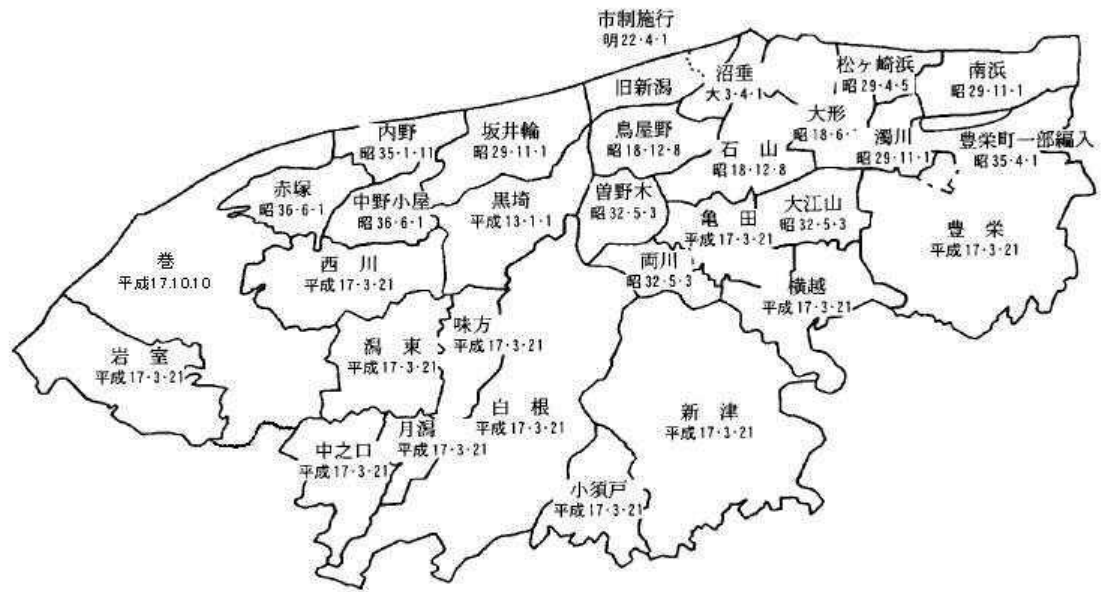 市制施行
明22・4・1
旧新潟
沼垂
大3・4・1
松ヶ崎浜
昭29・4・5
南浜
昭29・11・1
内野
昭35・1・11
坂井輪
昭29・11・1
鳥屋野
昭18・12・8
大形
昭18・6・1
石山
昭18・12・8
濁川
昭29・11・1
豊栄町一部編入
昭35・4・1
赤塚
昭36・6・1
中野小屋
昭36・6・1
黒埼
平成13・1・1
曽野木
昭32・5・3
亀田
平成17・3・21
大江山
昭32・5・3
豊栄
平成17・3・21
巻
平成17.10.10
西川
平成17・3・21
両川
昭32・5・3
横越
平成17・3・21
岩室
平成17・3・21
潟東
平成17・3・21
味方
平成17・3・21
白根
平成17・3・21
新津
平成17・3・21
中之口
平成17・3・21
月潟
平成17・3・21
小須戸
平成17・3・21